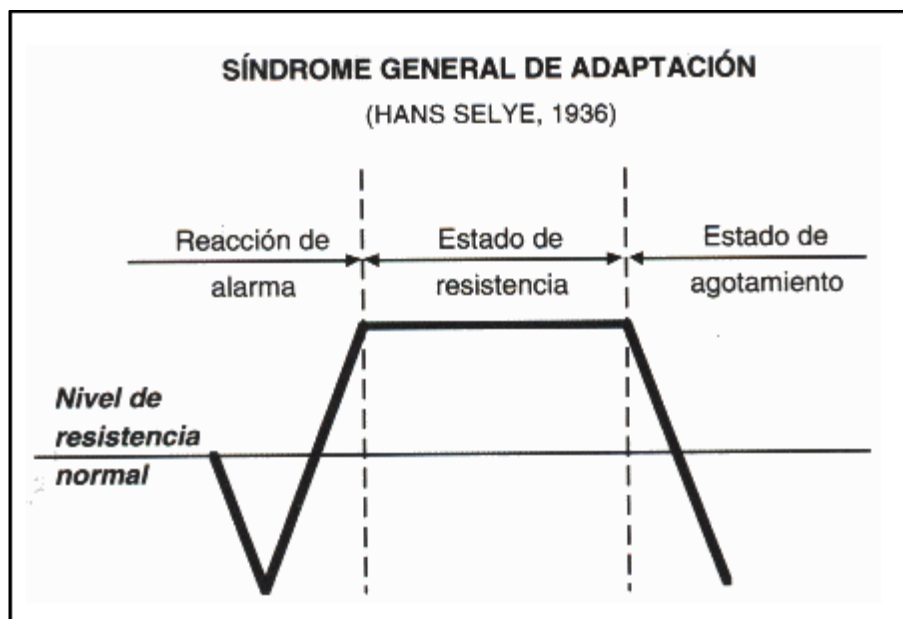 SÍNDROME GENERAL DE ADAPTACIÓN
(HANS SELYE, 1936)
Reacción de
alarma
Estado de
resistencia
Estado de
agotamiento
Nivel de
resistencia
normal